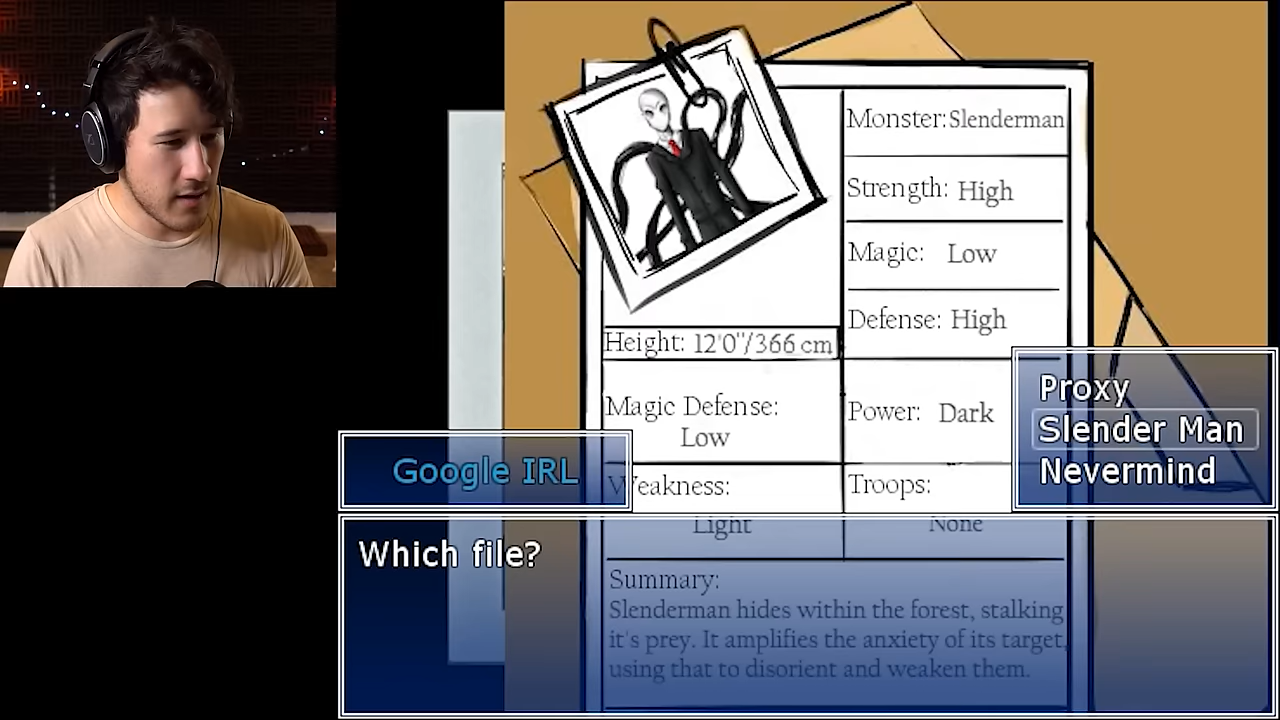 Monster: Slenderman
Strength: High
Magic: Low
Defense: High
Height: 12'0"/366 cm
Magic Defense:
Low
Power: Dark
Weakness:
Light
Troops:
None
Summary:
Slenderman hides within the forest, stalking
it's prey. It amplifies the anxiety of its target,
using that to disorient and weaken them.
Proxy
Slender Man
Nevermind
Google IRL
Which file?